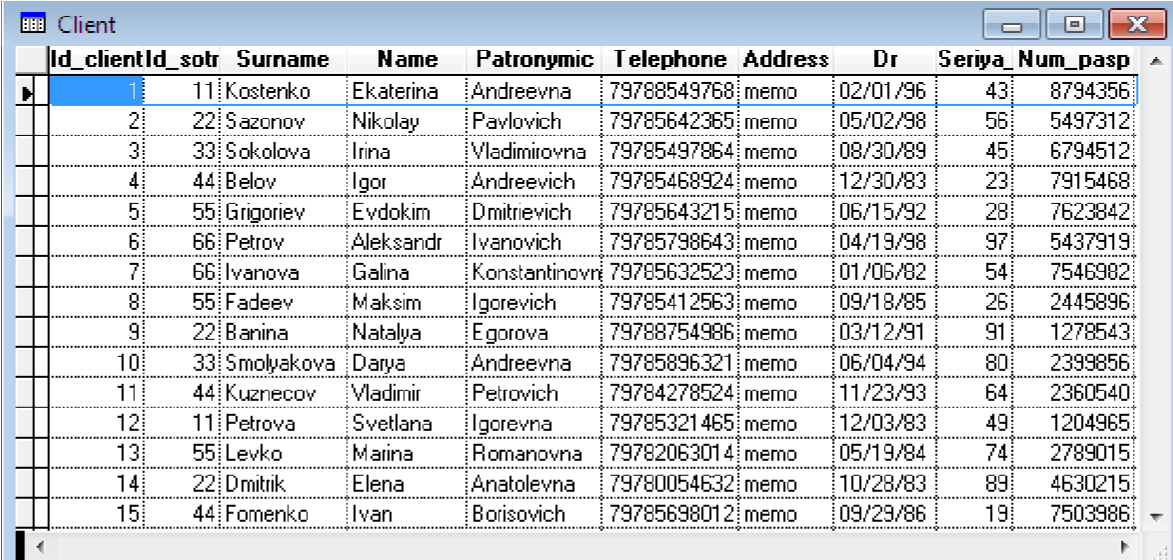 Client
Id_client Id_sotr Surname Name Patronymic Telephone Address Dr Seriya_ Num_pasp
1 11 Kostenko Ekaterina Andreevna 79788549768 memo 02/01/96 43 8794356
2 22 Sazonov Nikolay Pavlovich 79785642365 memo 05/02/98 56 5497312
3 33 Sokolova Irina Vladimirovna 79785497864 memo 08/30/89 45 6794512
4 44 Belov Igor Andreevich 79785468924 memo 12/30/83 23 7915468
5 55 Grigoriev Evdokim Dmitrievich 79785643215 memo 06/15/92 28 7623842
6 66 Petrov Aleksandr Ivanovich 79785798643 memo 04/19/98 97 5437919
7 66 Ivanova Galina Konstantinovn 79785632523 memo 01/06/82 54 7546982
8 55 Fadeev Maksim Igorevich 79785412563 memo 09/18/85 26 2445896
9 22 Banina Natalya Egorova 79788754986 memo 03/12/91 91 1278543
10 33 Smolyakova Darya Andreevna 79785896321 memo 06/04/94 80 2399856
11 44 Kuznecov Vladimir Petrovich 79784278524 memo 11/23/93 64 2360540
12 11 Petrova Svetlana Igorevna 79785321465 memo 12/03/83 49 1204965
13 55 Levko Marina Romanovna 79782063014 memo 05/19/84 74 2789015
14 22 Dmitrik Elena Anatolevna 79780054632 memo 10/28/83 89 4630215
15 44 Fomenko Ivan Borisovich 79785698012 memo 09/29/86 19 7503986